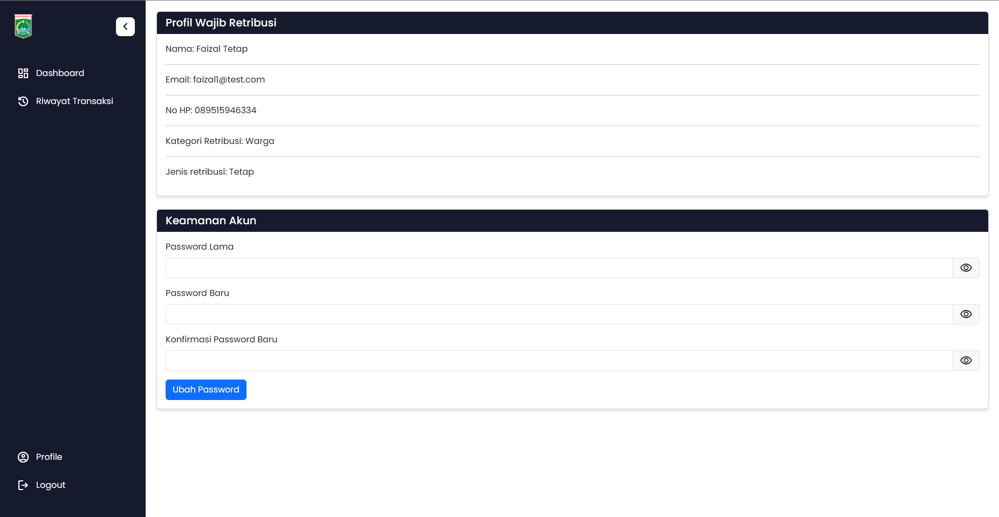 Dashboard
Riwayat Transaksi
Profile
Logout
Profil Wajib Retribusi
Nama: Faizal Tetap
Email: faizal1@test.com
No HP: 089515946334
Kategori Retribusi: Warga
Jenis retribusi: Tetap
Keamanan Akun
Password Lama
Password Baru
Konfirmasi Password Baru
Ubah Password